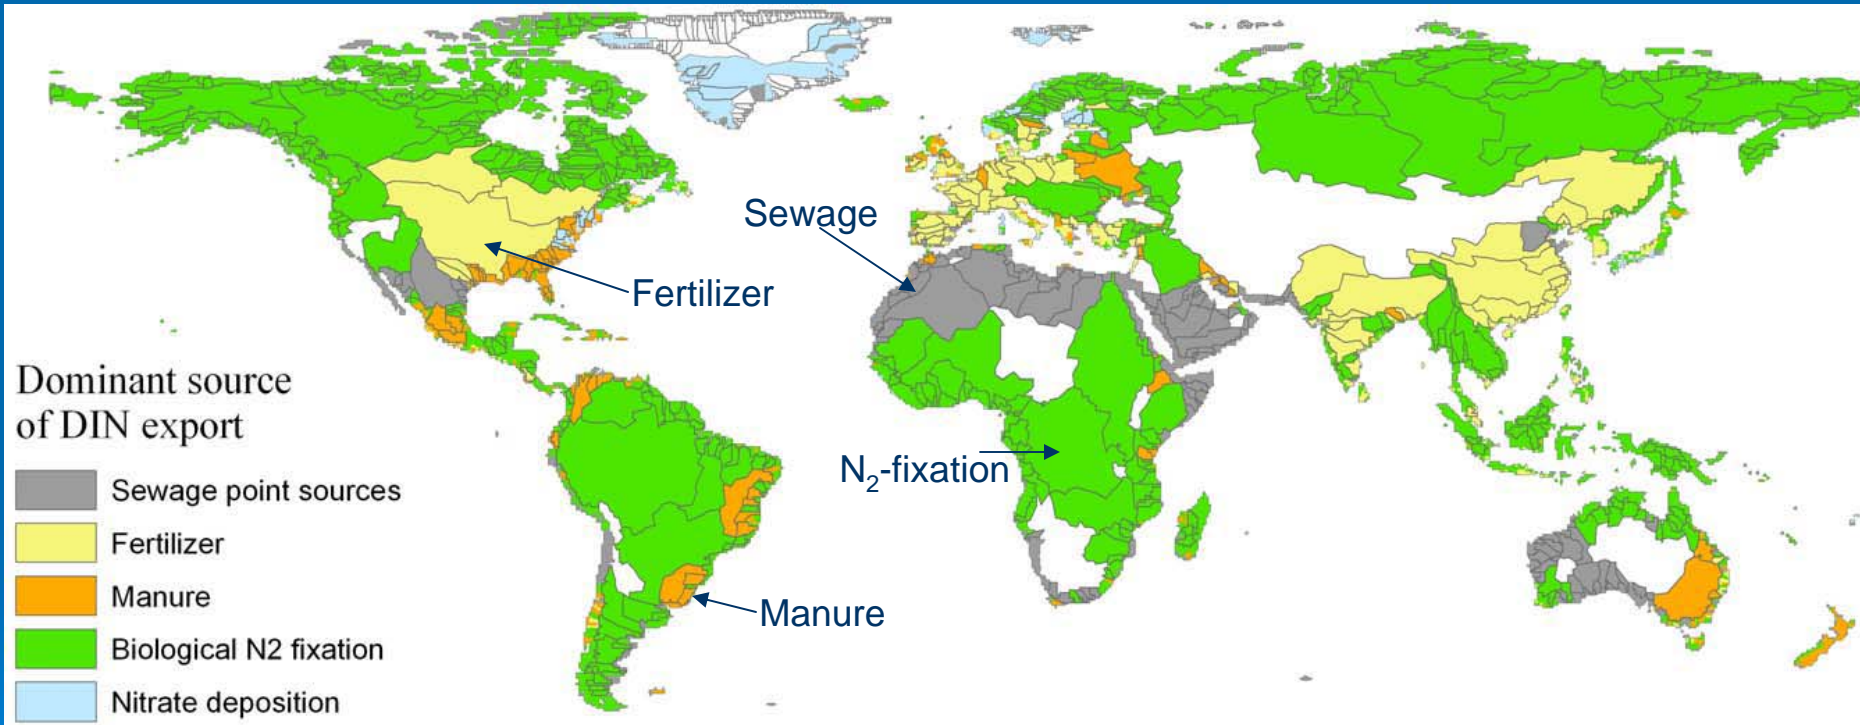 Sewage
Fertilizer
N₂-fixation
Manure
Dominant source
of DIN export
Sewage point sources
Fertilizer
Manure
Biological N2 fixation
Nitrate deposition